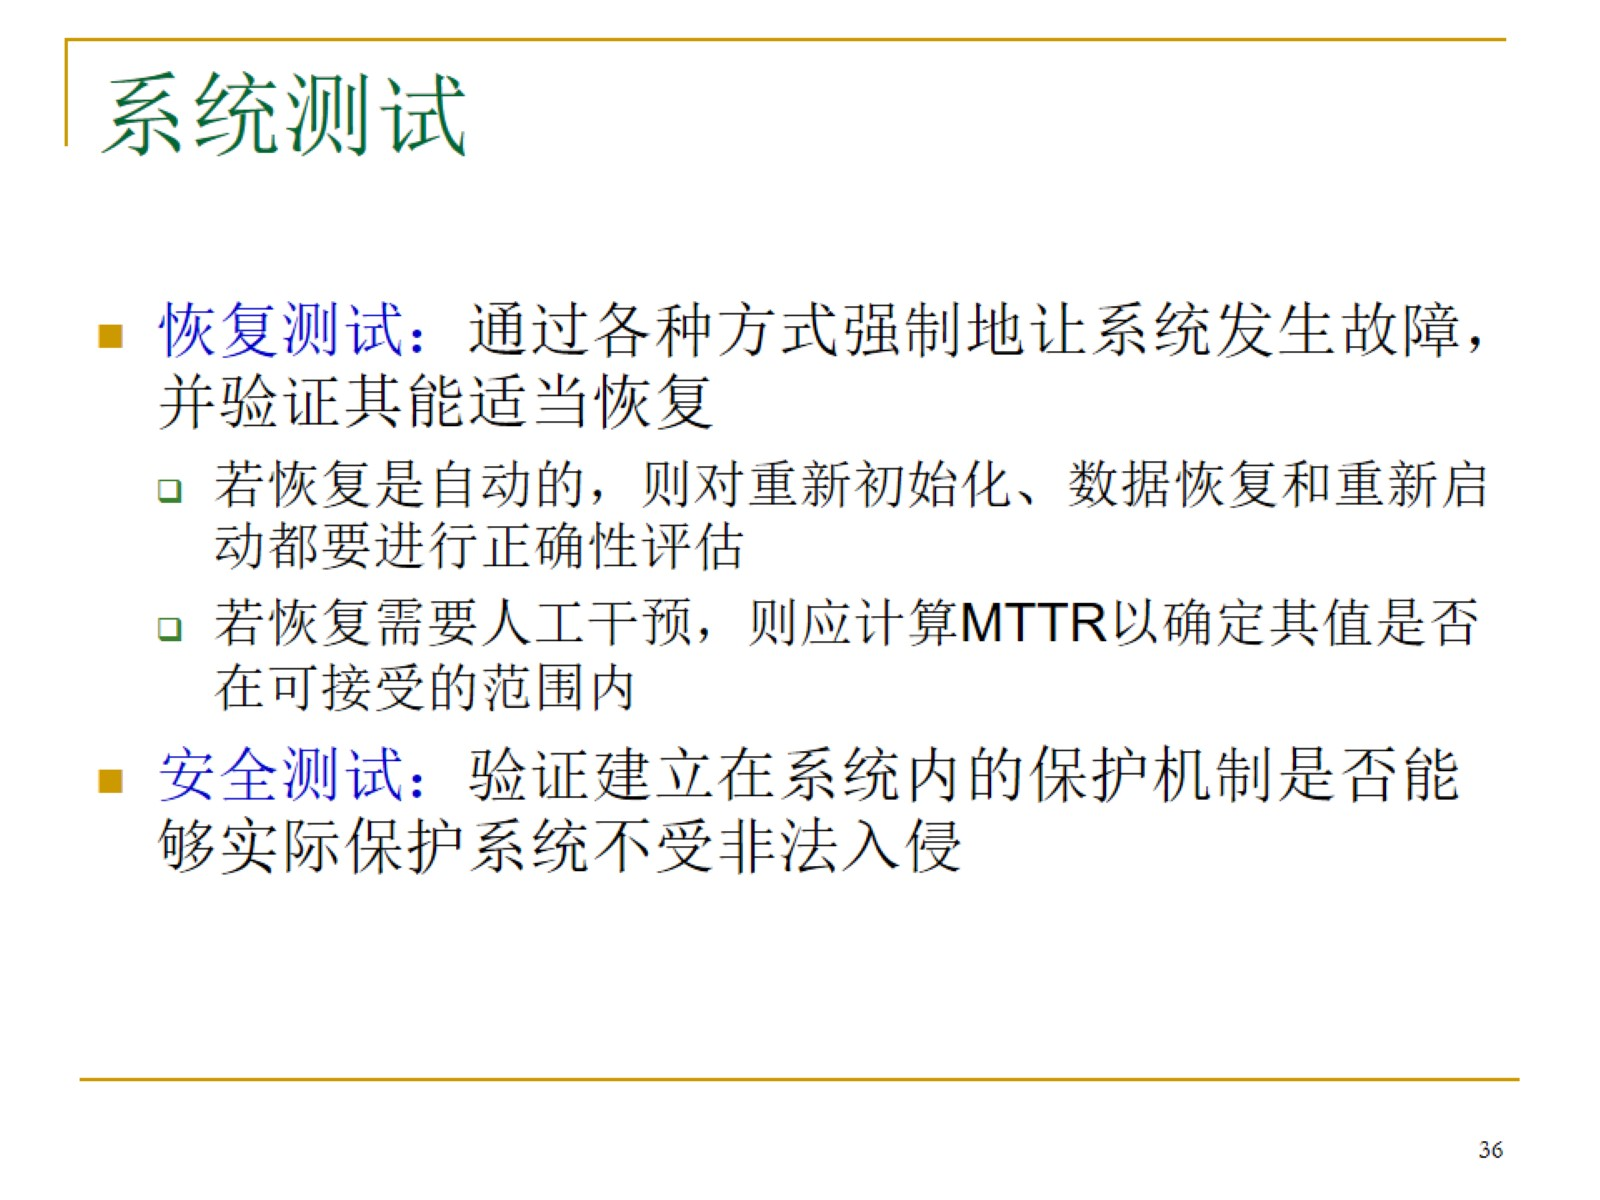 系统测试
恢复测试：通过各种方式强制地让系统发生故障，
并验证其能适当恢复
若恢复是自动的，则对重新初始化、数据恢复和重新启
动都要进行正确性评估
若恢复需要人工干预，则应计算MTTR以确定其值是否
在可接受的范围内
安全测试：验证建立在系统内的保护机制是否能
够实际保护系统不受非法入侵
36